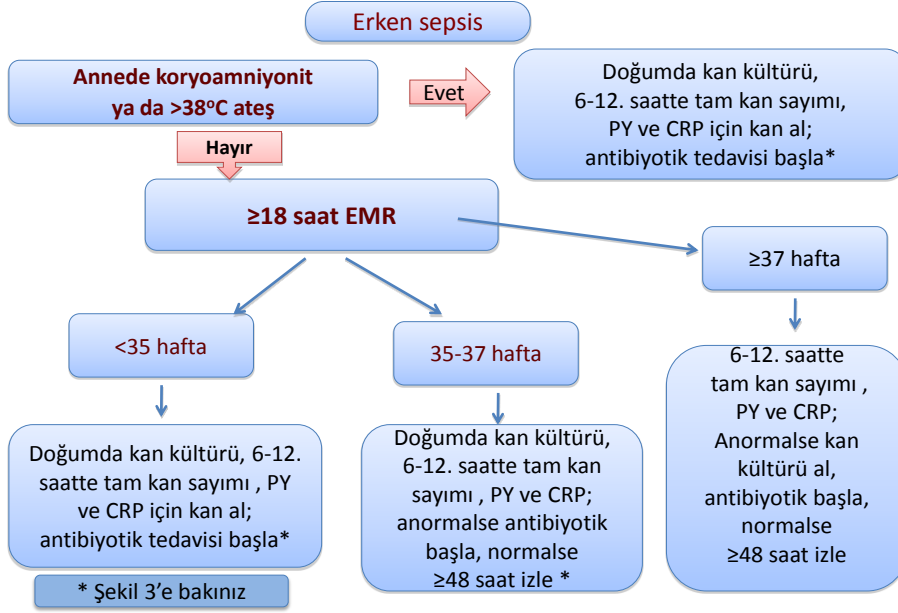 Erken sepsis
Annede koryoamniyonit
ya da >38ºC ateş
Evet
Doğumda kan kültürü,
6-12. saatte tam kan sayımı,
PY ve CRP için kan al;
antibiyotik tedavisi başla*
Hayır
≥18 saat EMR
≥37 hafta
<35 hafta
35-37 hafta
Doğumda kan kültürü, 6-12.
saatte tam kan sayımı , PY
ve CRP için kan al;
antibiyotik tedavisi başla*
Doğumda kan kültürü,
6-12. saatte tam kan
sayımı , PY ve CRP;
anormalse antibiyotik
başla, normalse
≥48 saat izle *
6-12. saatte
tam kan sayımı ,
PY ve CRP;
Anormalse kan
kültürü al,
antibiyotik başla,
normalse
≥48 saat izle
* Şekil 3’e bakınız